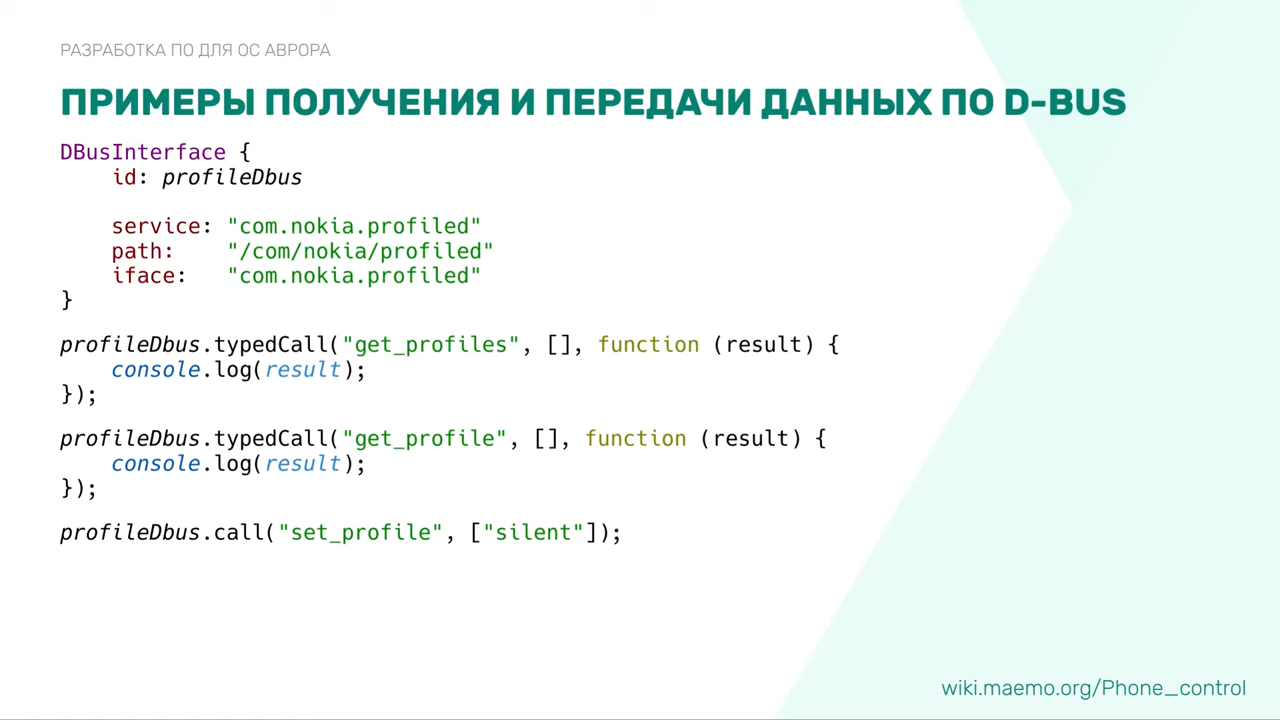 РАЗРАБОТКА ПО ДЛЯ ОС АВРОРА
ПРИМЕРЫ ПОЛУЧЕНИЯ И ПЕРЕДАЧИ ДАННЫХ ПО D-BUS
DBusInterface {
    id: profileDbus
    service: "com.nokia.profiled"
    path:    "/com/nokia/profiled"
    iface:   "com.nokia.profiled"
}
profileDbus.typedCall("get_profiles", [], function (result) {
    console.log(result);
});
profileDbus.typedCall("get_profile", [], function (result) {
    console.log(result);
});
profileDbus.call("set_profile", ["silent"]);
wiki.maemo.org/Phone_control